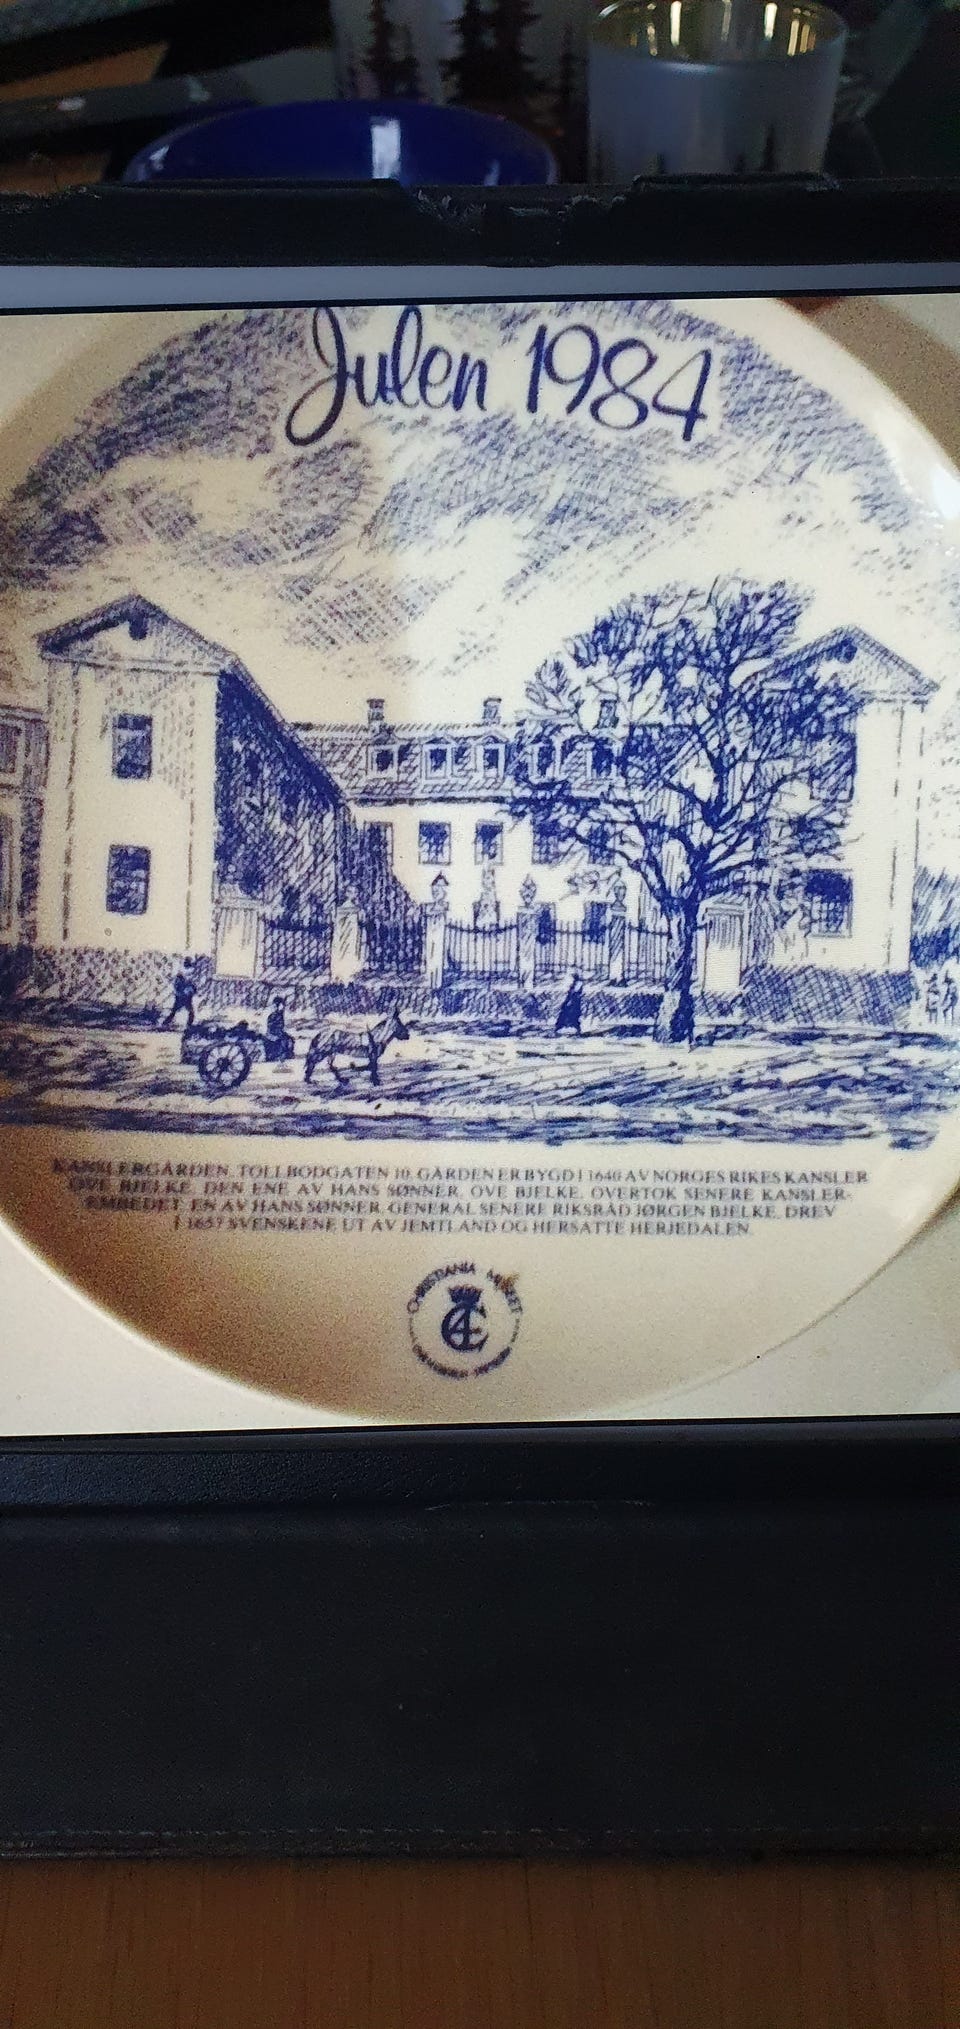 Julen 1984
KANSLERGÅRDEN, TOLLBODGATEN 10. GÅRDEN ER BYGD I 1640 AV NORGES RIKES KANSLER
OVE BJELKE. DEN ENE AV HANS SØNNER, OVE BJELKE, OVERTOK SENERE KANSLER-
EMBEDET. EN AV HANS SØNNER, GENERAL SENERE RIKSRÅD JØRGEN BJELKE, DREV
I 1657 SVENSKENE UT AV JEMTLAND OG HERSATTE HERJEDALEN.
CHRISTIANIA
C4